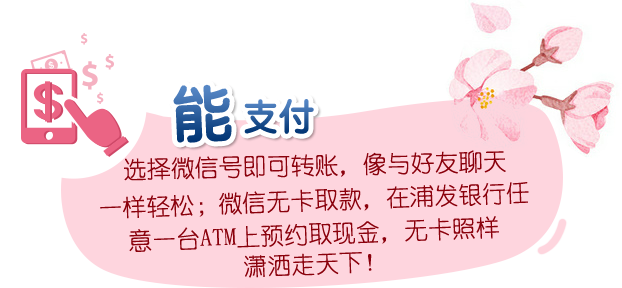 能支付
选择微信号即可转账，像与好友聊天
一样轻松；微信无卡取款，在浦发银行任
意一台ATM上预约取现金，无卡照样
潇洒走天下！